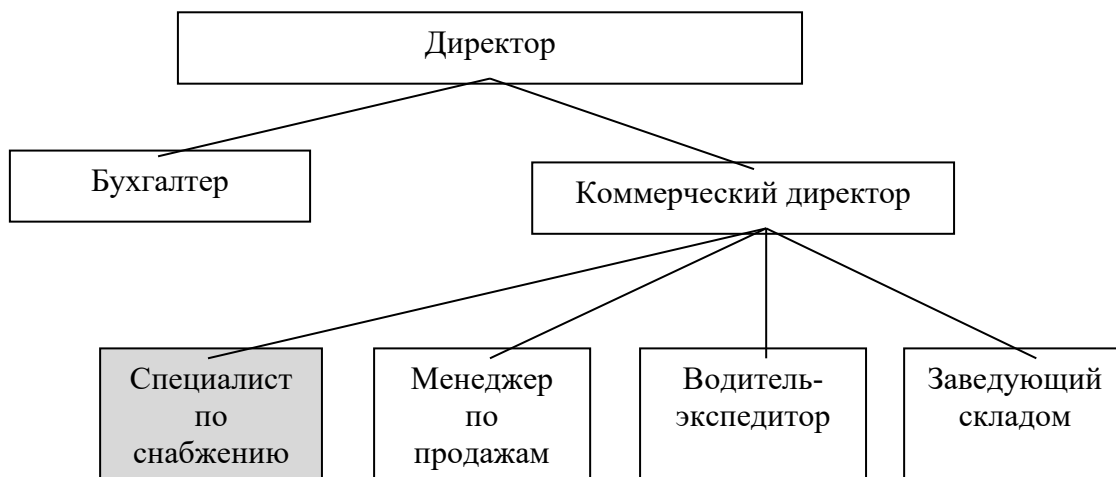 Директор
Бухгалтер
Коммерческий директор
Специалист
по
снабжению
Менеджер
по
продажам
Водитель-
экспедитор
Заведующий
складом